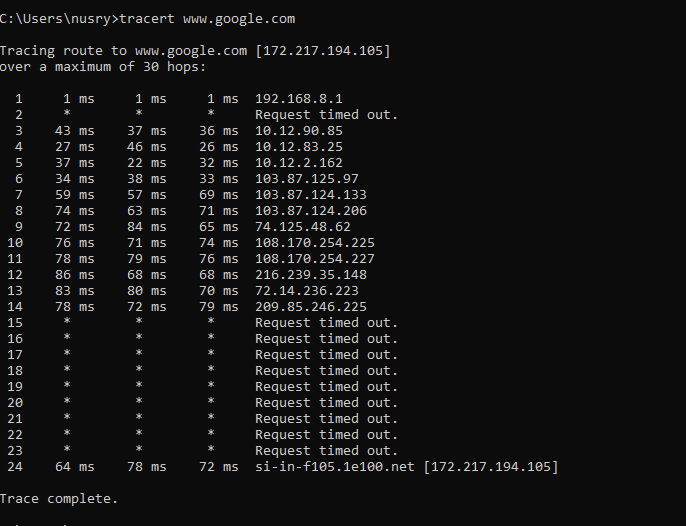 C:\Users\nusry>tracert www.google.com
Tracing route to www.google.com [172.217.194.105]
over a maximum of 30 hops:
1 1 ms 1 ms 1 ms 192.168.8.1
2 * * * Request timed out.
3 43 ms 37 ms 36 ms 10.12.90.85
4 27 ms 46 ms 26 ms 10.12.83.25
5 37 ms 22 ms 32 ms 10.12.2.162
6 34 ms 38 ms 33 ms 103.87.125.97
7 59 ms 57 ms 69 ms 103.87.124.133
8 74 ms 63 ms 71 ms 103.87.124.206
9 72 ms 84 ms 65 ms 74.125.48.62
10 76 ms 71 ms 74 ms 108.170.254.225
11 78 ms 79 ms 76 ms 108.170.254.227
12 86 ms 68 ms 68 ms 216.239.35.148
13 83 ms 80 ms 70 ms 72.14.236.223
14 78 ms 72 ms 79 ms 209.85.246.225
15 * * * Request timed out.
16 * * * Request timed out.
17 * * * Request timed out.
18 * * * Request timed out.
19 * * * Request timed out.
20 * * * Request timed out.
21 * * * Request timed out.
22 * * * Request timed out.
23 * * * Request timed out.
24 64 ms 78 ms 72 ms si-in-f105.1e100.net [172.217.194.105]
Trace complete.